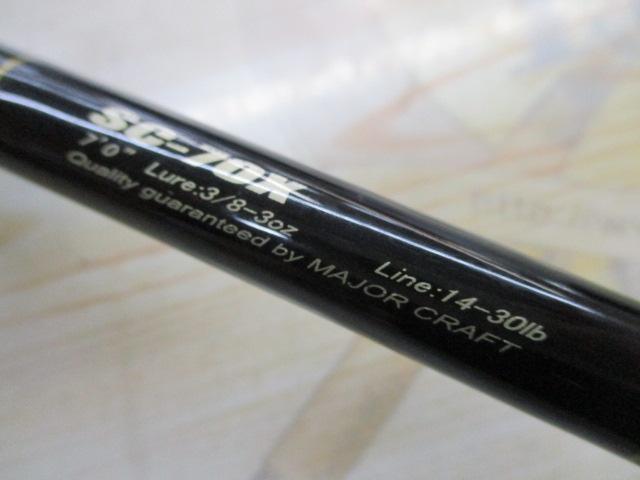 SC-70X
7'0" Lure:3/8-3oz Line:14-30lb
Quality guaranteed by MAJOR CRAFT